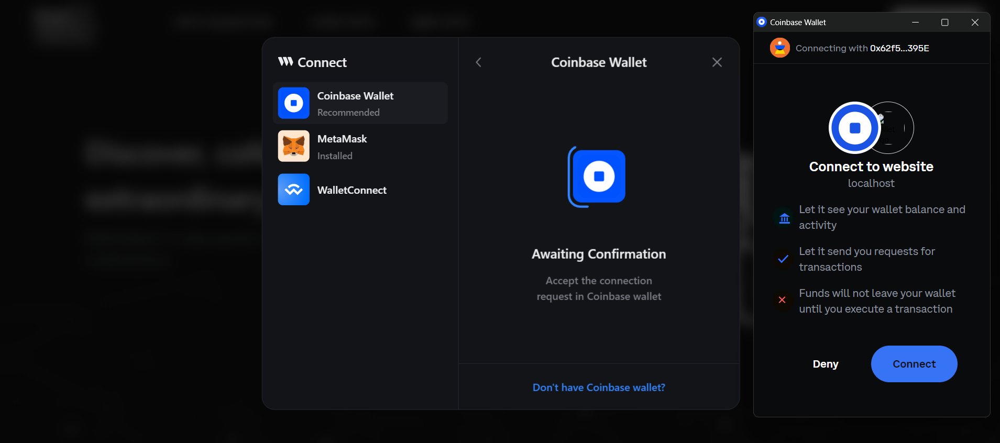 Connect
Coinbase Wallet
Recommended
MetaMask
Installed
WalletConnect
Coinbase Wallet
Awaiting Confirmation
Accept the connection
request in Coinbase wallet
Don't have Coinbase wallet?
Coinbase Wallet
Connecting with 0x62f5...395E
Connect to website
localhost
Let it see your wallet balance and
activity
Let it send you requests for
transactions
Funds will not leave your wallet
until you execute a transaction
Deny
Connect